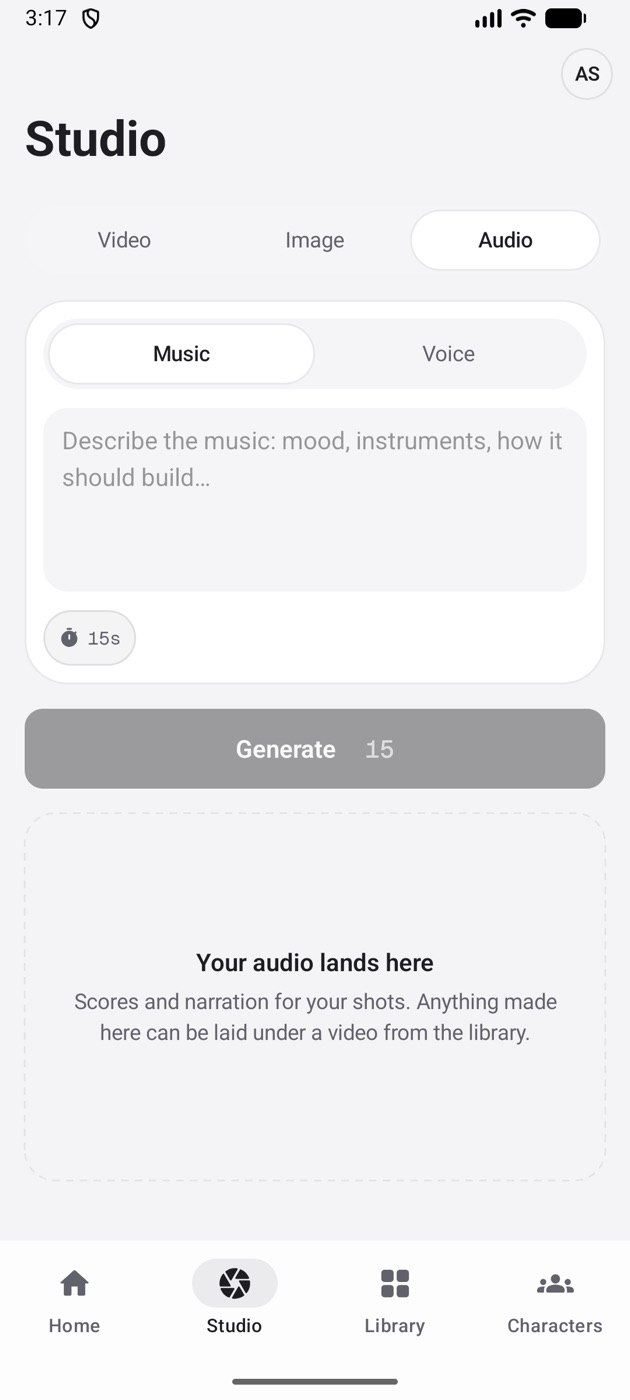 3:17
AS
Studio
Video
Image
Audio
Music
Voice
Describe the music: mood, instruments, how it
should build…
15s
Generate 15
Your audio lands here
Scores and narration for your shots. Anything made
here can be laid under a video from the library.
Home
Studio
Library
Characters